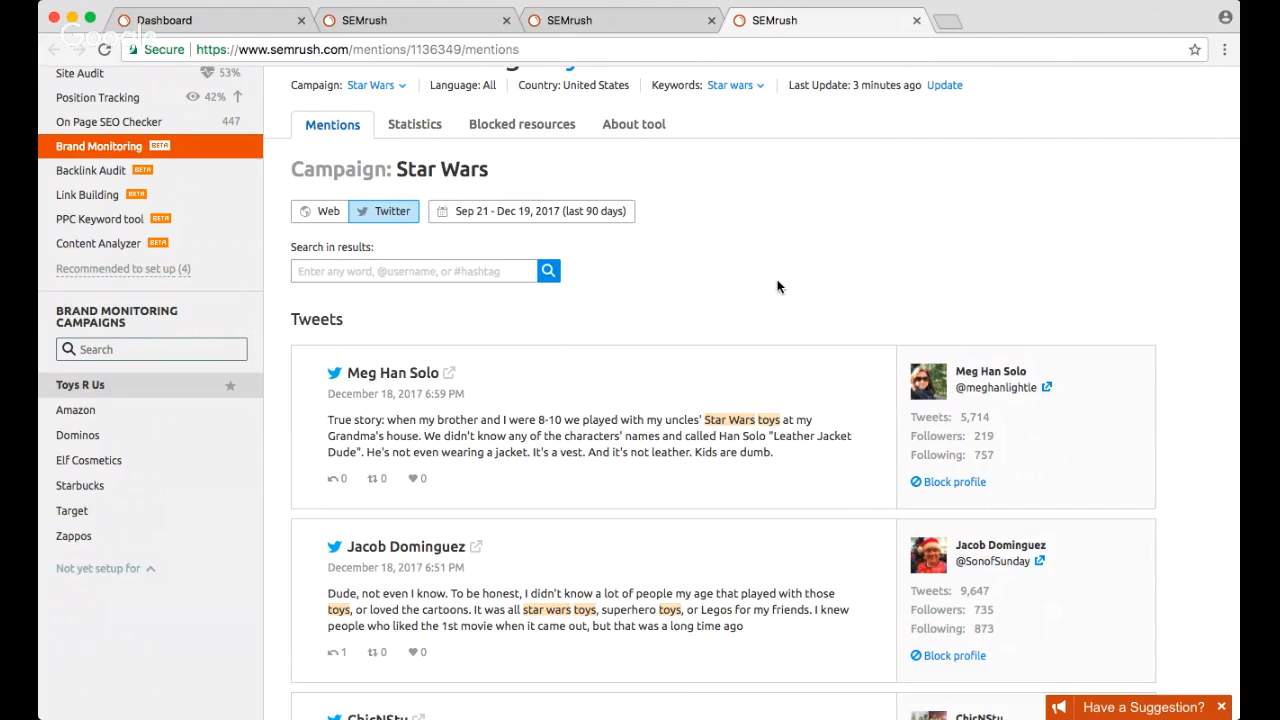 Dashboard
SEMrush
SEMrush
SEMrush
Google
Secure
https://www.semrush.com/mentions/1136349/mentions
Site Audit 53%
Position Tracking 42%
On Page SEO Checker 447
Brand Monitoring BETA
Backlink Audit BETA
Link Building BETA
PPC Keyword tool BETA
Content Analyzer BETA
Recommended to set up (4)
BRAND MONITORING
CAMPAIGNS
Search
Toys R Us
Amazon
Dominos
Elf Cosmetics
Starbucks
Target
Zappos
Not yet setup for
Campaign: Star Wars Language: All Country: United States Keywords: Star wars Last Update: 3 minutes ago Update
Mentions Statistics Blocked resources About tool
Campaign: Star Wars
Web Twitter Sep 21 - Dec 19, 2017 (last 90 days)
Search in results:
Enter any word, @username, or #hashtag
Tweets
Meg Han Solo
December 18, 2017 6:59 PM
True story: when my brother and I were 8-10 we played with my uncles' Star Wars toys at my
Grandma's house. We didn't know any of the characters' names and called Han Solo "Leather Jacket
Dude". He's not even wearing a jacket. It's a vest. And it's not leather. Kids are dumb.
0 0 0
Meg Han Solo
@meghanlightle
Tweets: 5,714
Followers: 219
Following: 757
Block profile
Jacob Dominguez
December 18, 2017 6:51 PM
Dude, not even I know. To be honest, I didn't know a lot of people my age that played with those
toys, or loved the cartoons. It was all star wars toys, superhero toys, or Legos for my friends. I knew
people who liked the 1st movie when it came out, but that was a long time ago
1 0 0
Jacob Dominguez
@SonofSunday
Tweets: 9,647
Followers: 735
Following: 873
Block profile
ChicNStu
ChicNStu
Have a Suggestion?